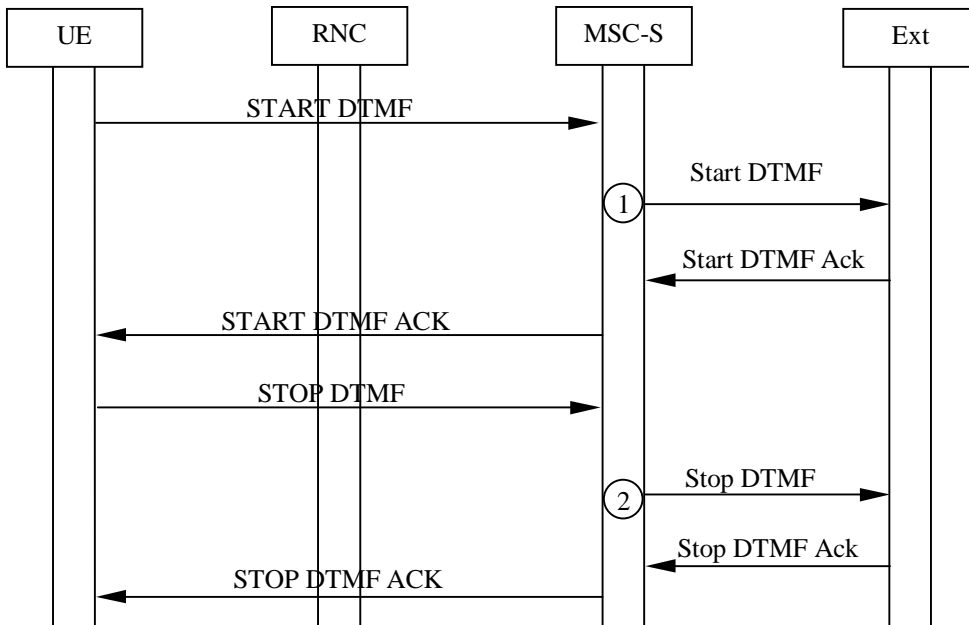 UE
RNC
MSC-S
Ext
START DTMF
Start DTMF
1
Start DTMF Ack
START DTMF ACK
STOP DTMF
Stop DTMF
2
Stop DTMF Ack
STOP DTMF ACK